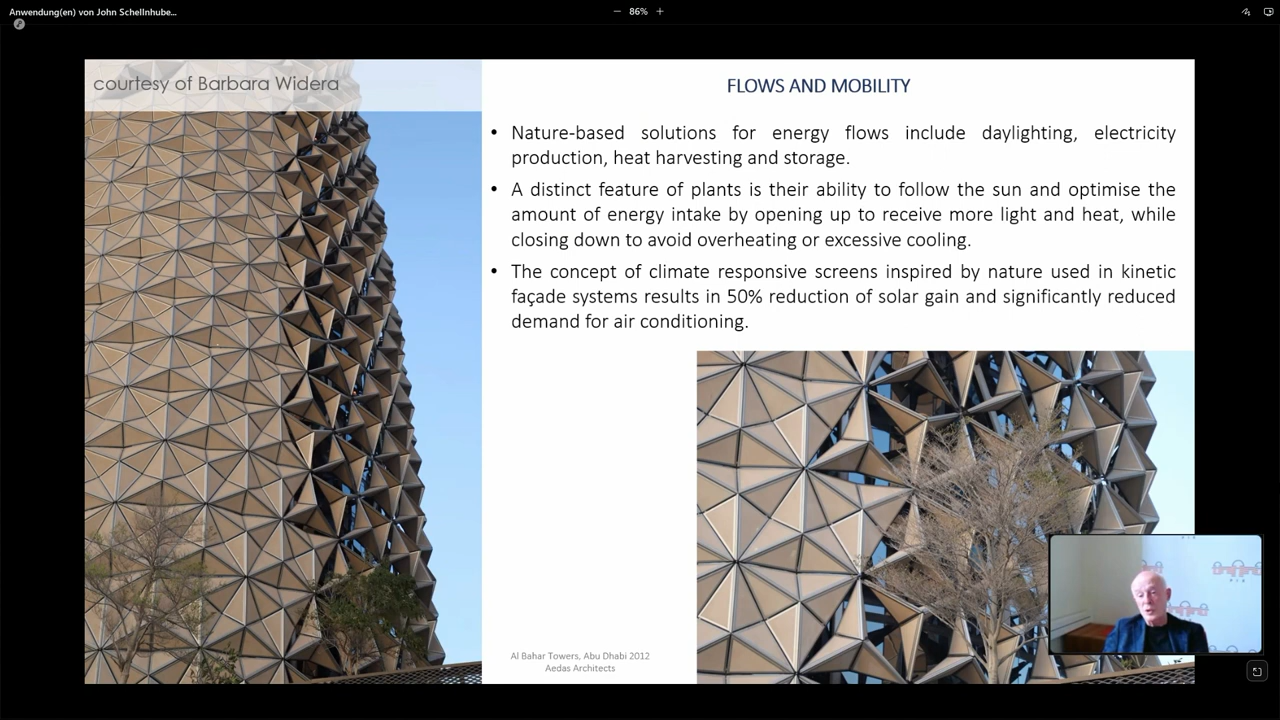 Anwendung(en) von John Schellnhube...
86%
courtesy of Barbara Widera
FLOWS AND MOBILITY
• Nature-based solutions for energy flows include daylighting, electricity
production, heat harvesting and storage.
• A distinct feature of plants is their ability to follow the sun and optimise the
amount of energy intake by opening up to receive more light and heat, while
closing down to avoid overheating or excessive cooling.
• The concept of climate responsive screens inspired by nature used in kinetic
façade systems results in 50% reduction of solar gain and significantly reduced
demand for air conditioning.
Al Bahar Towers, Abu Dhabi 2012
Aedas Architects